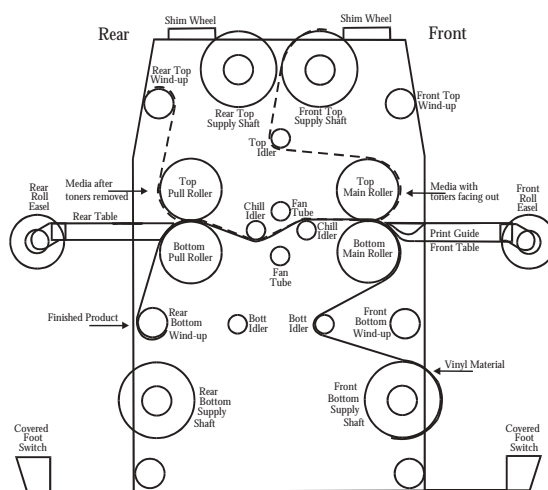 Shim Wheel
Shim Wheel
Rear
Front
Rear Top
Wind-up
Front Top
Wind-up
Rear Top
Supply Shaft
Front Top
Supply Shaft
Top
Idler
Rear
Roll
Easel
Media after
toners removed
Top
Pull Roller
Top
Main Roller
Media with
toners facing out
Front
Roll
Easel
Rear Table
Chill
Idler
Fan
Tube
Chill
Idler
Print Guide
Front Table
Bottom
Pull Roller
Fan
Tube
Bottom
Main Roller
Finished Product
Rear
Bottom
Wind-up
Bott
Idler
Bott
Idler
Front
Bottom
Wind-up
Vinyl Material
Rear
Bottom
Supply
Shaft
Front
Bottom
Supply
Shaft
Covered
Foot
Switch
Covered
Foot
Switch